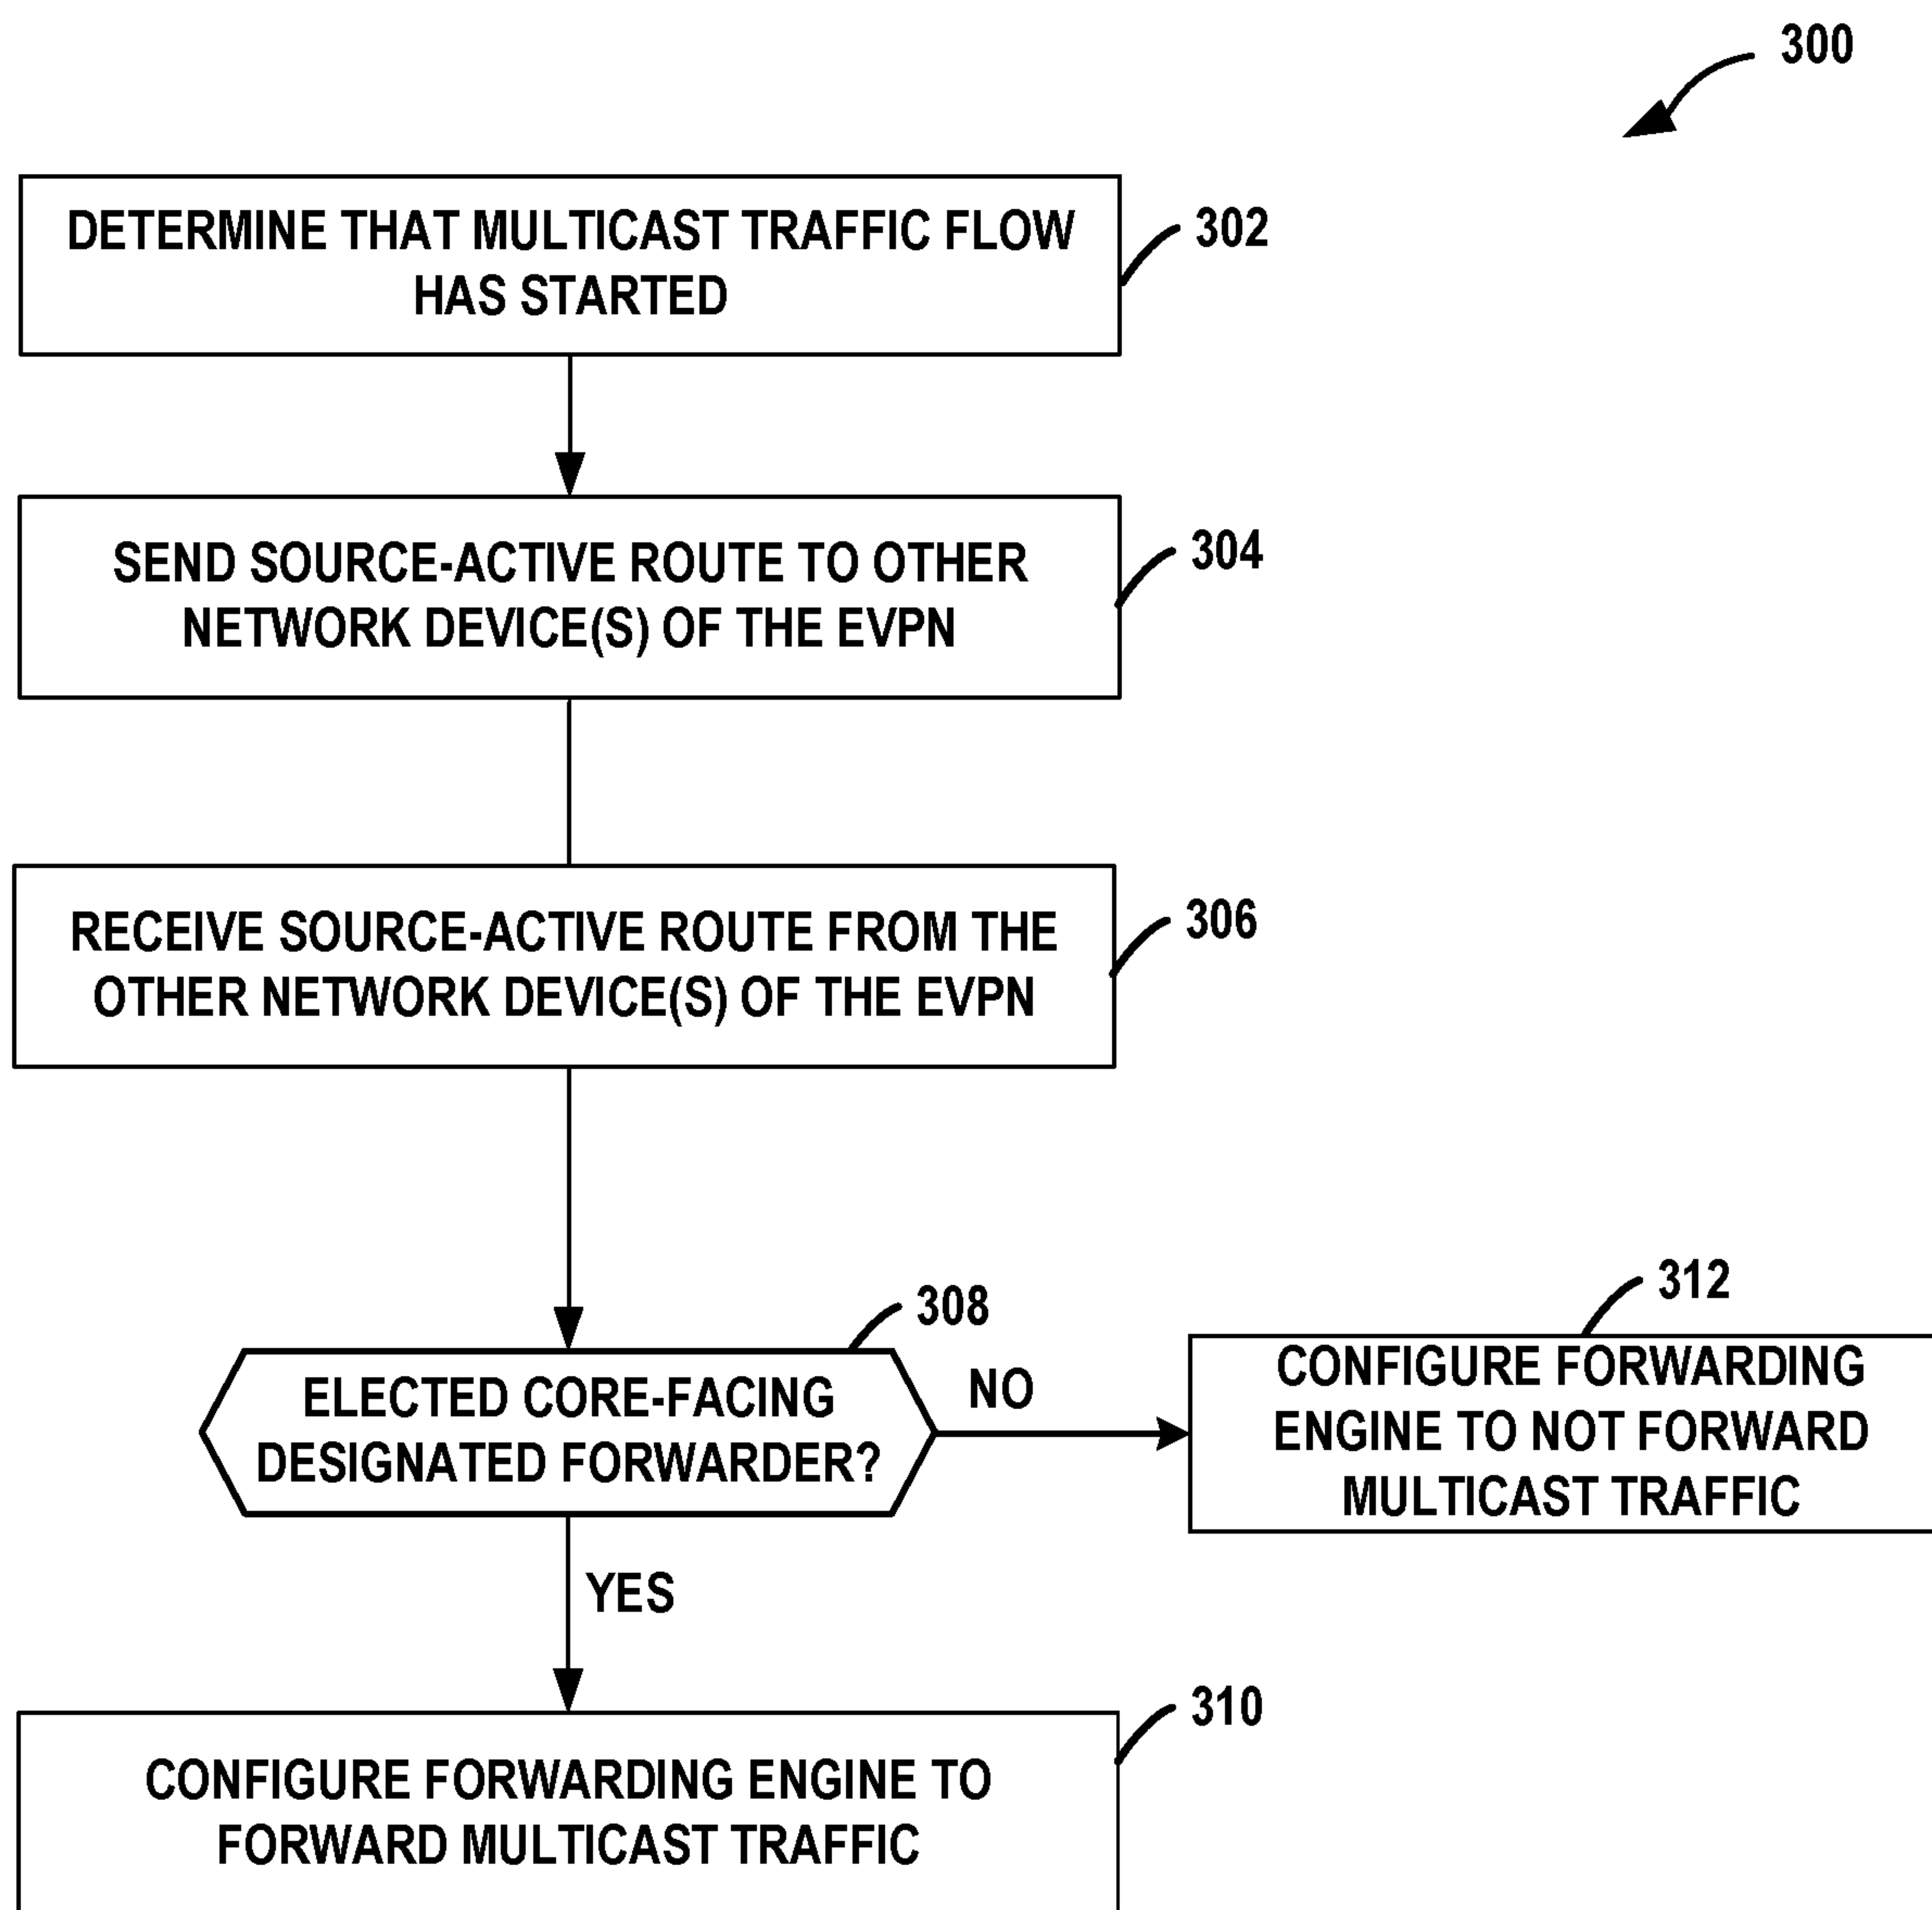 300
DETERMINE THAT MULTICAST TRAFFIC FLOW
HAS STARTED
302
SEND SOURCE-ACTIVE ROUTE TO OTHER
NETWORK DEVICE(S) OF THE EVPN
304
RECEIVE SOURCE-ACTIVE ROUTE FROM THE
OTHER NETWORK DEVICE(S) OF THE EVPN
306
308
ELECTED CORE-FACING
DESIGNATED FORWARDER?
NO
312
CONFIGURE FORWARDING
ENGINE TO NOT FORWARD
MULTICAST TRAFFIC
YES
310
CONFIGURE FORWARDING ENGINE TO
FORWARD MULTICAST TRAFFIC